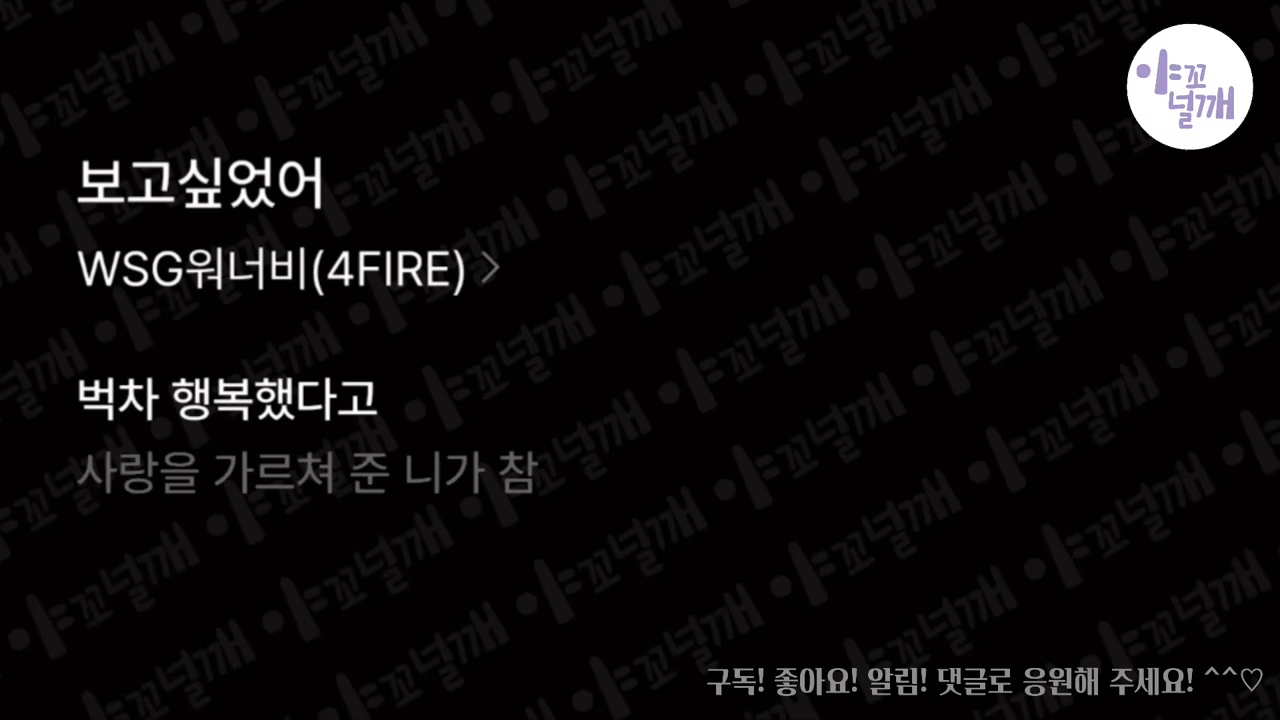 야꼬
널깨
보고싶었어
WSG워너비(4FIRE)
벅차 행복했다고
사랑을 가르쳐 준 니가 참
구독! 좋아요! 알림! 댓글로 응원해 주세요! ^^♡